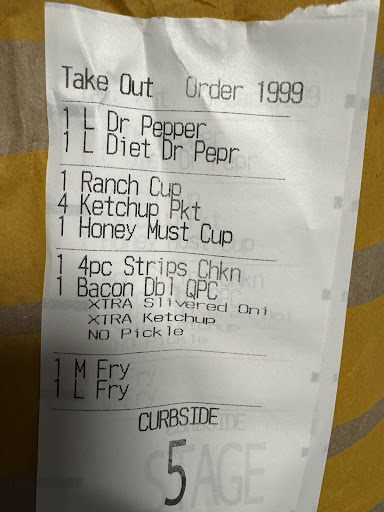 Take Out Order 1999
1 L Dr Pepper
1 L Diet Dr Pepr
1 Ranch Cup
4 Ketchup Pkt
1 Honey Must Cup
1 4pc Strips Chkn
1 Bacon Dbl QPC
XTRA Slivered Oni
XTRA Ketchup
NO Pickle
1 M Fry
1 L Fry
CURBSIDE
5